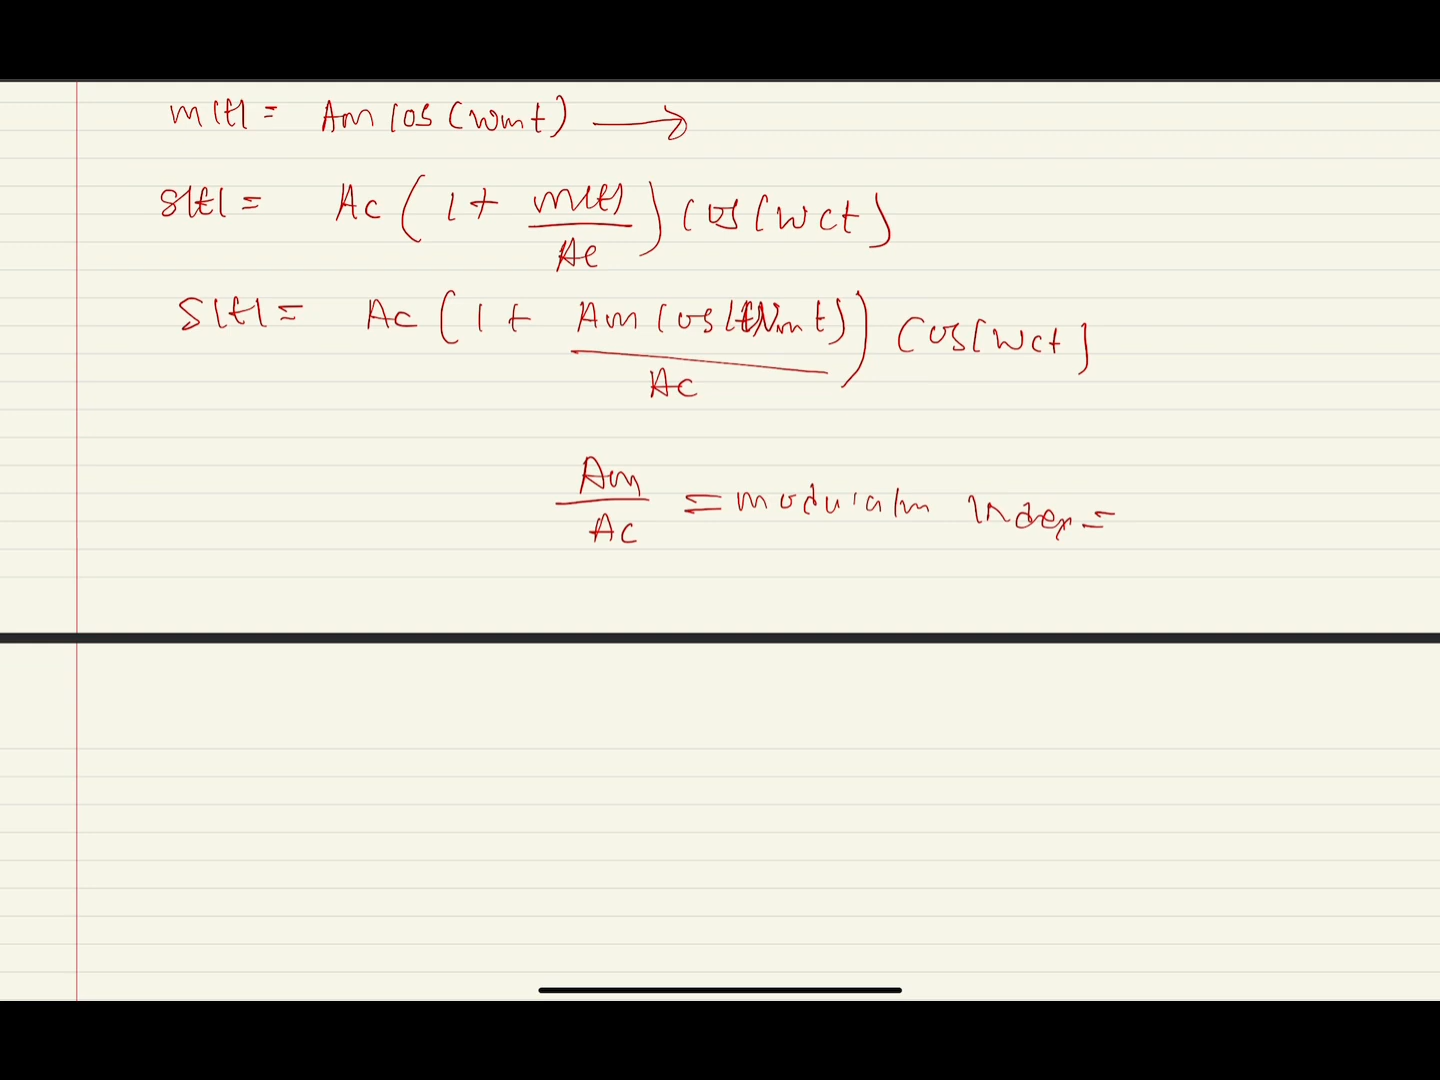 m(t) = Am cos(wmt) →
s(t) = Ac(1 + m(t)/Ac) cos(wct)
s(t) = Ac(1 + Am cos(wmt)/Ac) cos(wct)
Am/Ac = index =